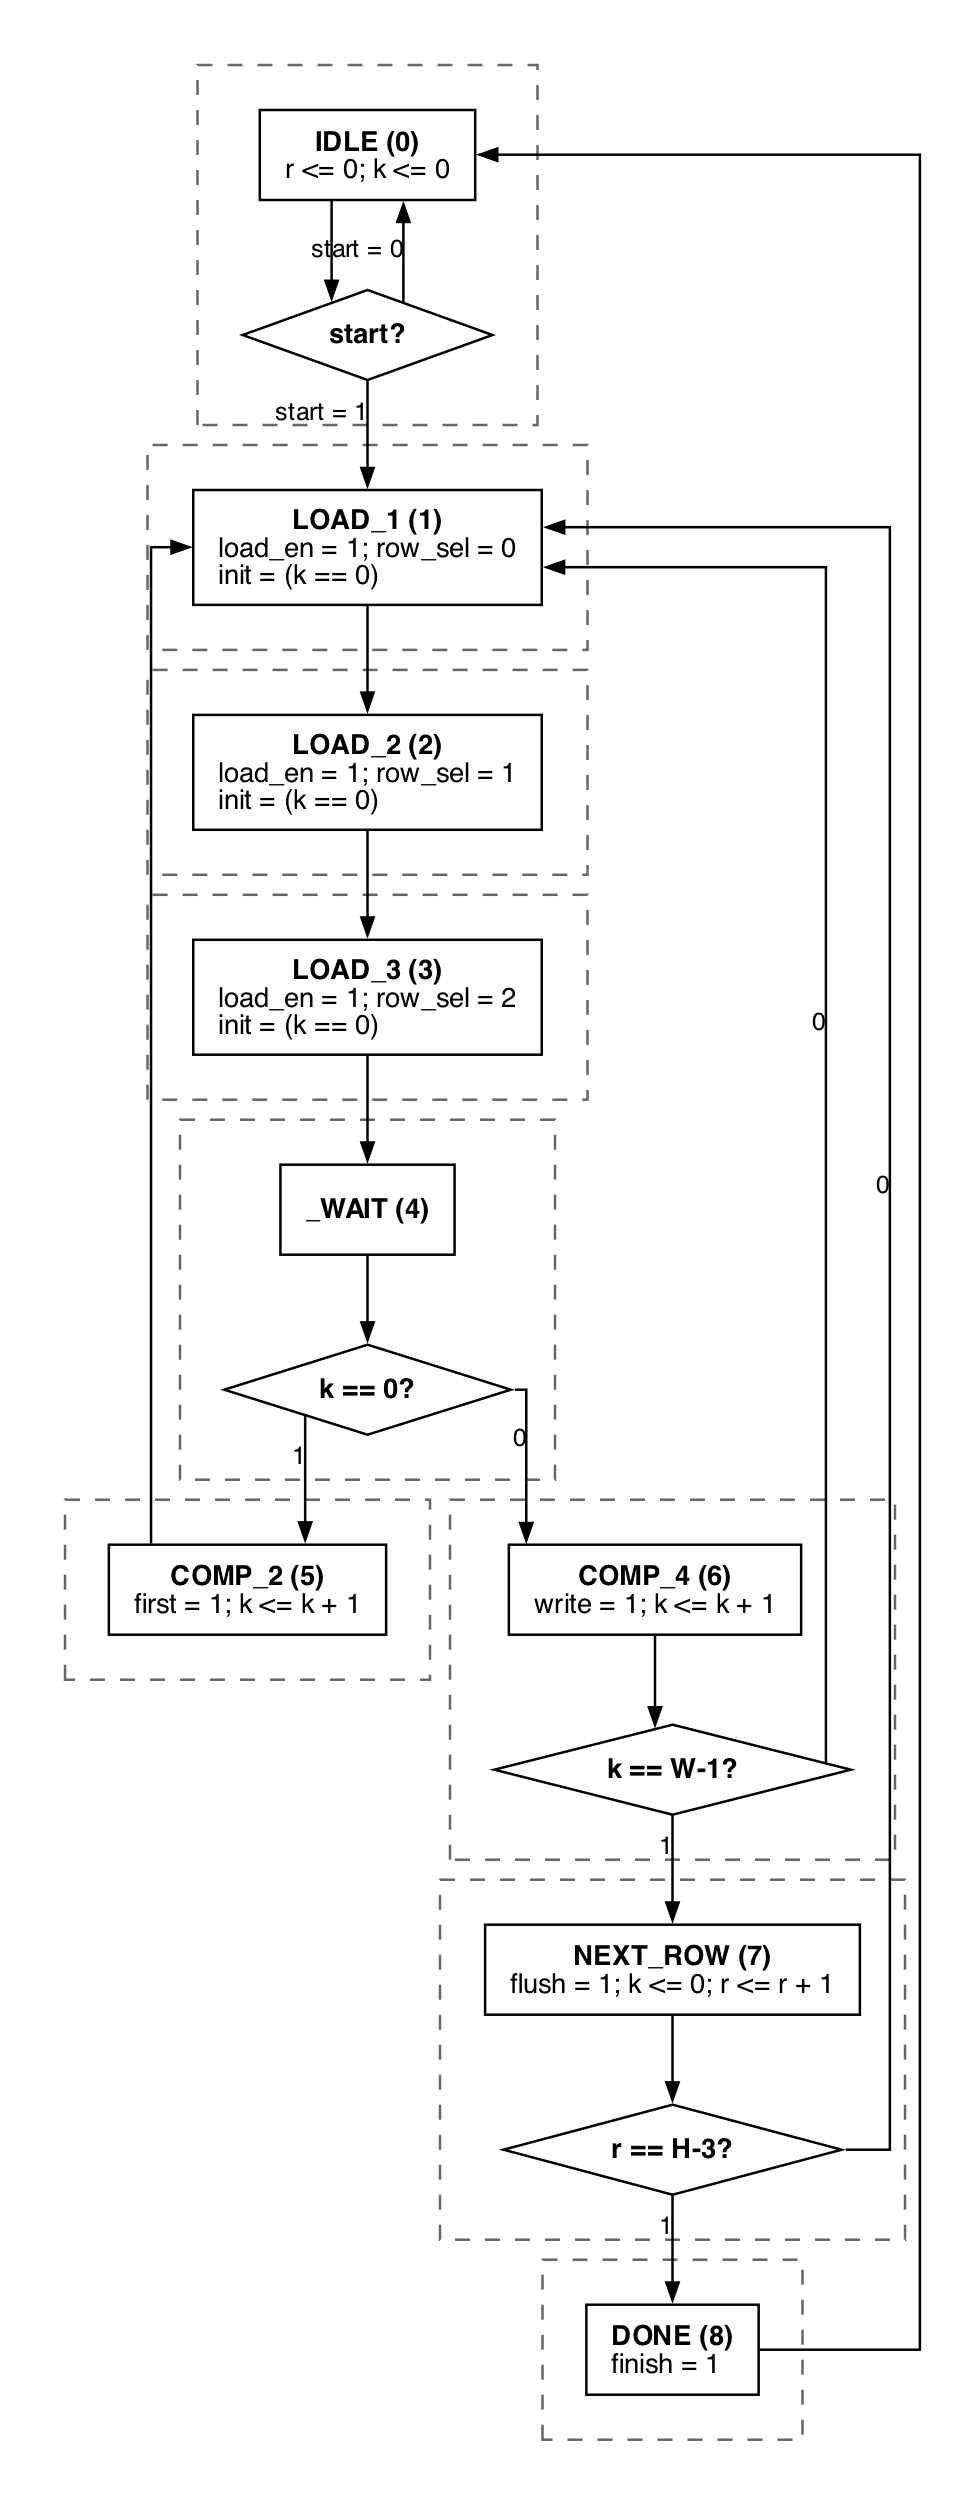 IDLE (0)
r <= 0; k <= 0
start = 0
start?
start = 1
LOAD_1 (1)
load_en = 1; row_sel = 0
init = (k == 0)
LOAD_2 (2)
load_en = 1; row_sel = 1
init = (k == 0)
LOAD_3 (3)
load_en = 1; row_sel = 2
init = (k == 0)
0
_WAIT (4)
0
k == 0?
1
0
COMP_2 (5)
first = 1; k <= k + 1
COMP_4 (6)
write = 1; k <= k + 1
k == W-1?
1
NEXT_ROW (7)
flush = 1; k <= 0; r <= r + 1
r == H-3?
1
DONE (8)
finish = 1